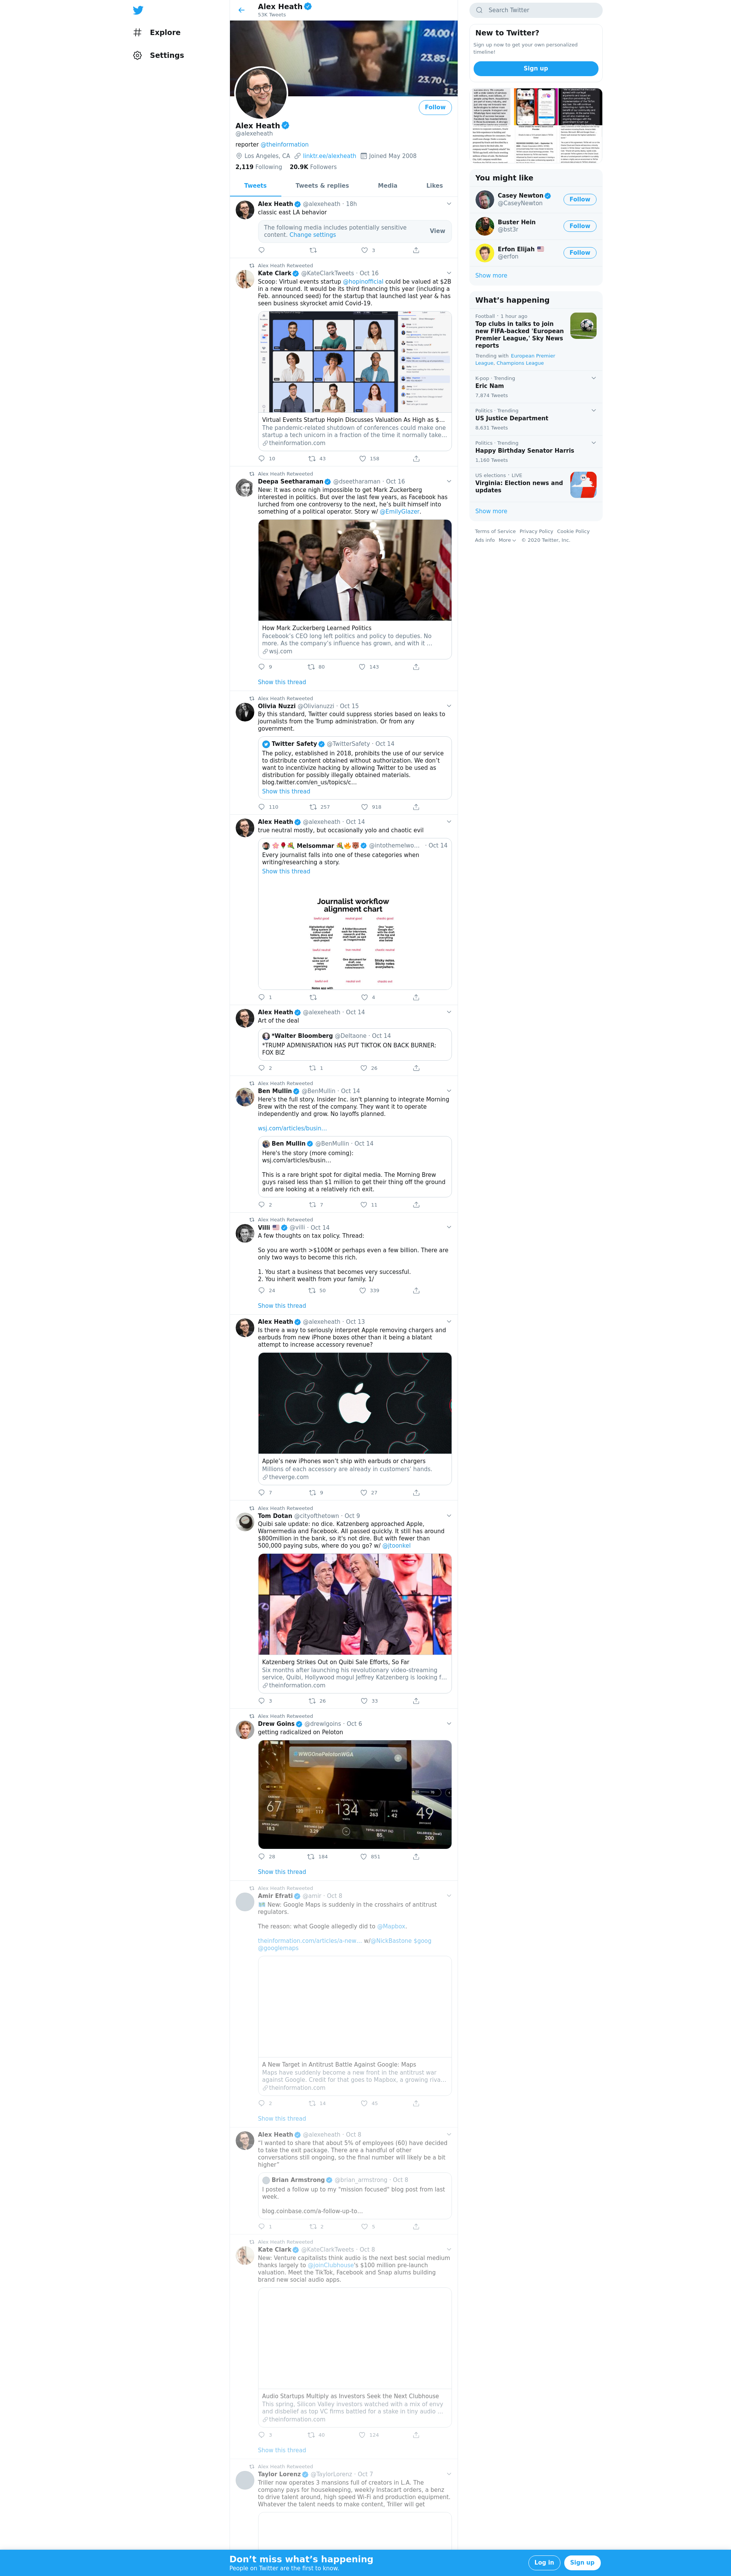 Explore
Settings
Alex Heath
53K Tweets
24.00
23.95
23.70
Follow
Alex Heath
@alexeheath
reporter @theinformation
Los Angeles, CA linktr.ee/alexheath Joined May 2008
2,119 Following 20.9K Followers
Tweets Tweets & replies Media Likes
Alex Heath @alexeheath · 18h
classic east LA behavior
The following media includes potentially sensitive
content. Change settings
View
3
Alex Heath Retweeted
Kate Clark @KateClarkTweets · Oct 16
Scoop: Virtual events startup @hopinofficial could be valued at $2B
in a new round. It would be its third financing this year (including a
Feb. announced seed) for the startup that launched last year & has
seen business skyrocket amid Covid-19.
Virtual Events Startup Hopin Discusses Valuation As High as $...
The pandemic-related shutdown of conferences could make one
startup a tech unicorn in a fraction of the time it normally take...
theinformation.com
10 43 156
Alex Heath Retweeted
Deepa Seetharaman @dseetharaman · Oct 16
New: It was once nigh impossible to get Mark Zuckerberg
interested in politics. But over the last few years, as Facebook has
lurched from one controversy to the next, he's built himself into
something of a political operator. Story w/ @EmilyGlazer.
How Mark Zuckerberg Learned Politics
Facebook's CEO long left politics and policy to deputies. No
more. As the company's influence has grown, and with it ...
wsj.com
9 80 143
Show this thread
Alex Heath Retweeted
Olivia Nuzzi @Olivianuzzi · Oct 15
By this standard, Twitter could suppress stories based on leaks to
journalists from the Trump administration. Or from any
government.
Twitter Safety @TwitterSafety · Oct 14
The policy, established in 2018, prohibits the use of our service
to distribute content obtained without authorization. We don't
want to incentivize hacking by allowing Twitter to be used as
distribution for possibly illegally obtained materials.
blog.twitter.com/en_us/topics/c...
Show this thread
110 257 918
Alex Heath @alexeheath · Oct 14
true neutral mostly, but occasionally yolo and chaotic evil
Melsommar @intothemelwo... · Oct 14
Every journalist falls into one of these categories when
writing/researching a story.
Show this thread
Journalist workflow
alignment chart
1 4
Alex Heath @alexeheath · Oct 14
Art of the deal
*Walter Bloomberg @Deltaone · Oct 14
*TRUMP ADMINISRATION HAS PUT TIKTOK ON BACK BURNER:
FOX BIZ
2 1 26
Alex Heath Retweeted
Ben Mullin @BenMullin · Oct 14
Here's the full story. Insider Inc. isn't planning to integrate Morning
Brew with the rest of the company. They want it to operate
independently and grow. No layoffs planned.
wsj.com/articles/busin...
Ben Mullin @BenMullin · Oct 14
Here's the story (more coming):
wsj.com/articles/busin...
This is a rare bright spot for digital media. The Morning Brew
guys raised less than $1 million to get their thing off the ground
and are looking at a relatively rich exit.
2 7 11
Alex Heath Retweeted
Villi @villi · Oct 14
A few thoughts on tax policy. Thread:
So you are worth >$100M or perhaps even a few billion. There are
only two ways to become this rich.
1. You start a business that becomes very successful.
2. You inherit wealth from your family. 1/
24 50 339
Show this thread
Alex Heath @alexeheath · Oct 13
Is there a way to seriously interpret Apple removing chargers and
earbuds from new iPhone boxes other than it being a blatant
attempt to increase accessory revenue?
Apple's new iPhones won't ship with earbuds or chargers
Millions of each accessory are already in customers' hands.
theverge.com
7 9 27
Alex Heath Retweeted
Tom Dotan @cityofthetown · Oct 9
Quibi sale update: no dice. Katzenberg approached Apple,
Warnermedia and Facebook. All passed quickly. It still has around
$800million in the bank, so it's not dire. But with fewer than
500,000 paying subs, where do you go? w/ @jtoonkel
Katzenberg Strikes Out on Quibi Sale Efforts, So Far
Six months after launching his revolutionary video-streaming
service, Quibi, Hollywood mogul Jeffrey Katzenberg is looking f...
theinformation.com
3 26 33
Alex Heath Retweeted
Drew Goins @drewlgoins · Oct 6
getting radicalized on Peloton
WWGOnePelotonWGA
67 134 49
28 184 851
Show this thread
Alex Heath Retweeted
Amir Efrati @amir · Oct 8
New: Google Maps is suddenly in the crosshairs of antitrust
regulators.
The reason: what Google allegedly did to @Mapbox.
theinformation.com/articles/a-new... w/@NickBastone $goog
@googlemaps
A New Target in Antitrust Battle Against Google: Maps
Maps have suddenly become a new front in the antitrust war
against Google. Credit for that goes to Mapbox, a growing riva...
theinformation.com
2 14 45
Show this thread
Alex Heath @alexeheath · Oct 8
"I wanted to share that about 5% of employees (60) have decided
to take the exit package. There are a handful of other
conversations still ongoing, so the final number will likely be a bit
higher"
Brian Armstrong @brian_armstrong · Oct 8
I posted a follow up to my "mission focused" blog post from last
week.
blog.coinbase.com/a-follow-up-to...
1 2 5
Alex Heath Retweeted
Kate Clark @KateClarkTweets · Oct 8
New: Venture capitalists think audio is the next best social medium
thanks largely to @joinClubhouse's $100 million pre-launch
valuation. Meet the TikTok, Facebook and Snap alums building
brand new social audio apps.
Audio Startups Multiply as Investors Seek the Next Clubhouse
This spring, Silicon Valley investors watched with a mix of envy
and disbelief as top VC firms battled for a stake in tiny audio ...
theinformation.com
3 40 124
Show this thread
Alex Heath Retweeted
Taylor Lorenz @TaylorLorenz · Oct 7
Triller now operates 3 mansions full of creators in L.A. The
company pays for housekeeping, weekly Instacart orders, a benz
to drive talent around, high speed Wi-Fi and production equipment.
Whatever the talent needs to make content, Triller will get
Search Twitter
New to Twitter?
Sign up now to get your own personalized
timeline!
Sign up
You might like
Casey Newton
@CaseyNewton
Follow
Buster Hein
@bst3r
Follow
Erfon Elijah
@erfon
Follow
Show more
What's happening
Football · 1 hour ago
Top clubs in talks to join
new FIFA-backed 'European
Premier League,' Sky News
reports
Trending with European Premier
League, Champions League
K-pop · Trending
Eric Nam
7,974 Tweets
Politics · Trending
US Justice Department
8,631 Tweets
Politics · Trending
Happy Birthday Senator Harris
1,160 Tweets
US elections · LIVE
Virginia: Election news and
updates
Show more
Terms of Service Privacy Policy Cookie Policy
Ads info More © 2020 Twitter, Inc.
Don't miss what's happening
People on Twitter are the first to know.
Log in
Sign up